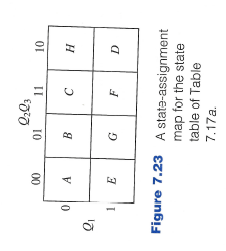 Q₂Q₃
00 01 11 10
0 A B C H
Q₁
1 E G F D
Figure 7.23 A state-assignment
map for the state
table of Table
7.17a.